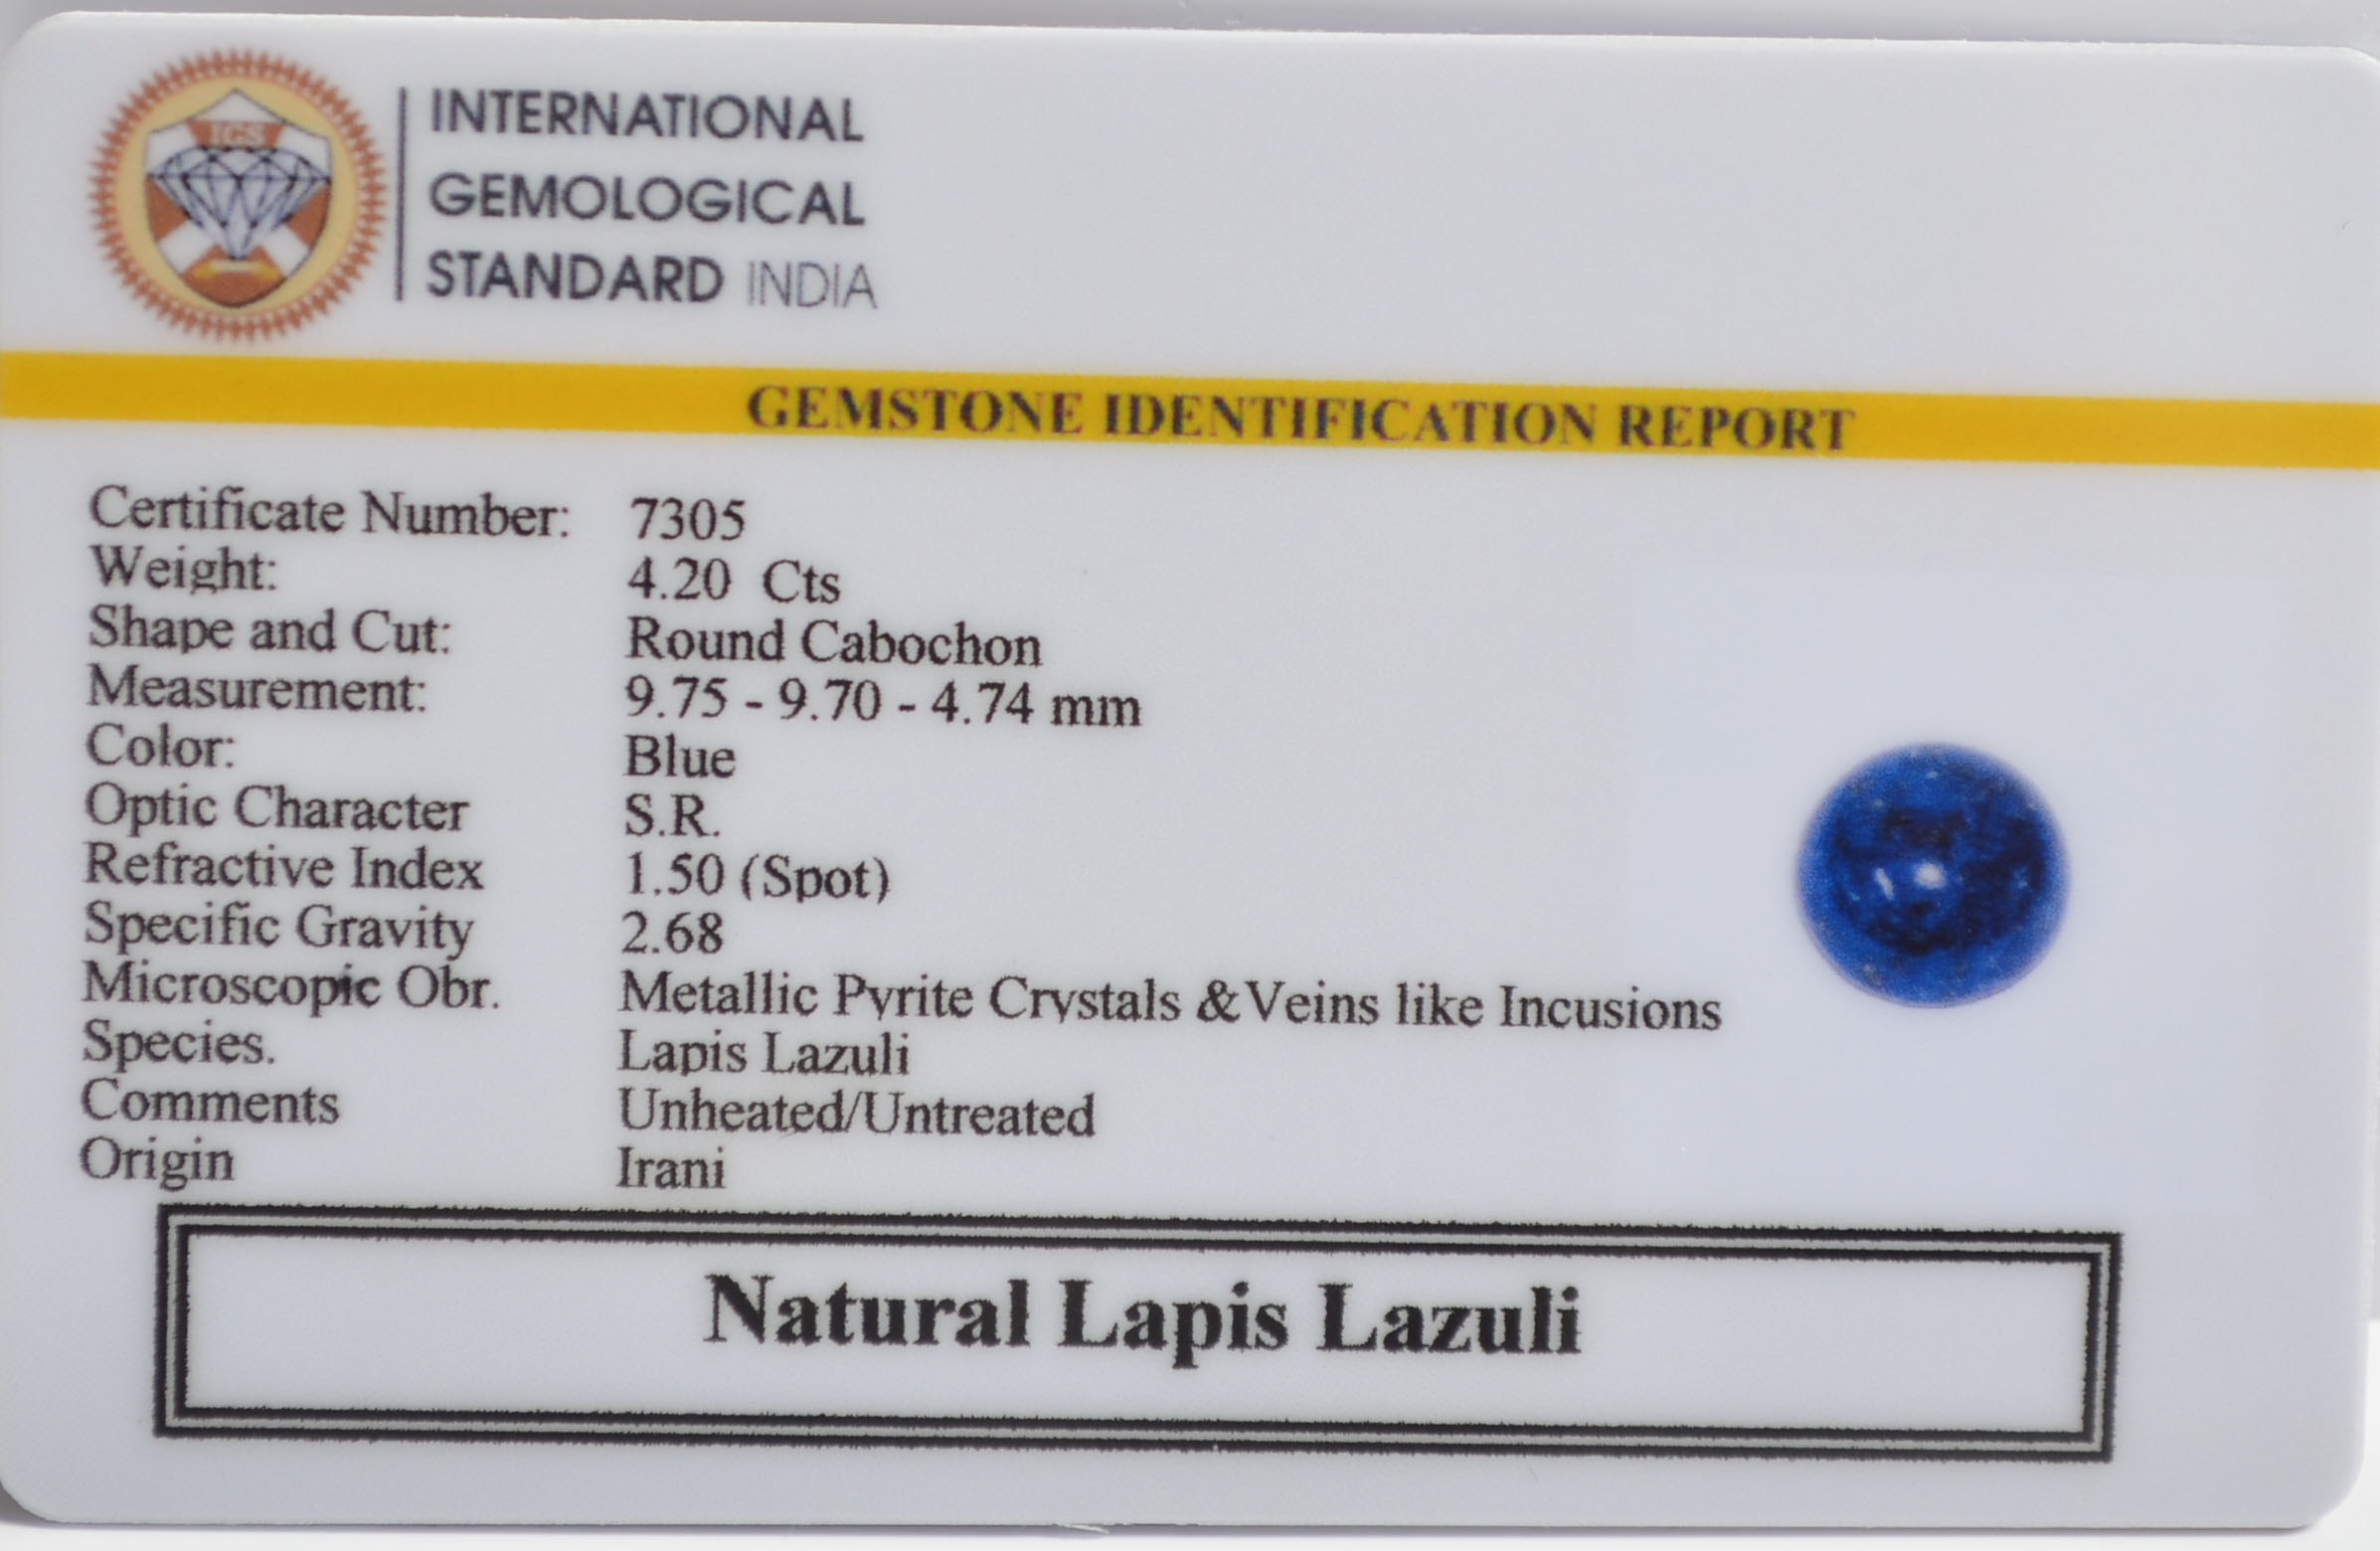 IGS
INTERNATIONAL
GEMOLOGICAL
STANDARD INDIA
GEMSTONE IDENTIFICATION REPORT
Certificate Number: 7305
Weight: 4.20 Cts
Shape and Cut: Round Cabochon
Measurement: 9.75 - 9.70 - 4.74 mm
Color: Blue
Optic Character S.R.
Refractive Index 1.50 (Spot)
Specific Gravity 2.68
Microscopic Obr. Metallic Pyrite Crystals &Veins like Incusions
Species. Lapis Lazuli
Comments Unheated/Untreated
Origin Irani
Natural Lapis Lazuli